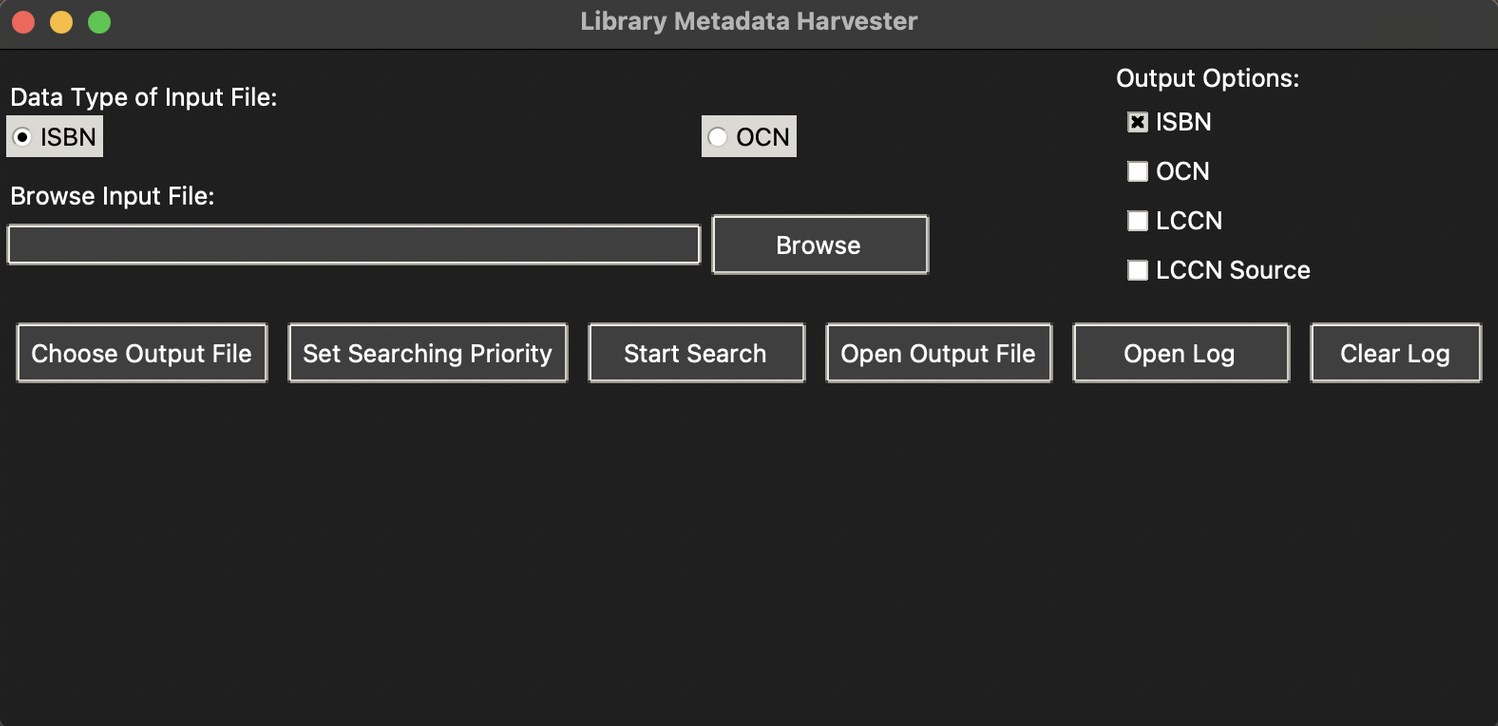 Library Metadata Harvester
Data Type of Input File:
ISBN
OCN
Browse Input File:
Browse
Output Options:
ISBN
OCN
LCCN
LCCN Source
Choose Output File
Set Searching Priority
Start Search
Open Output File
Open Log
Clear Log